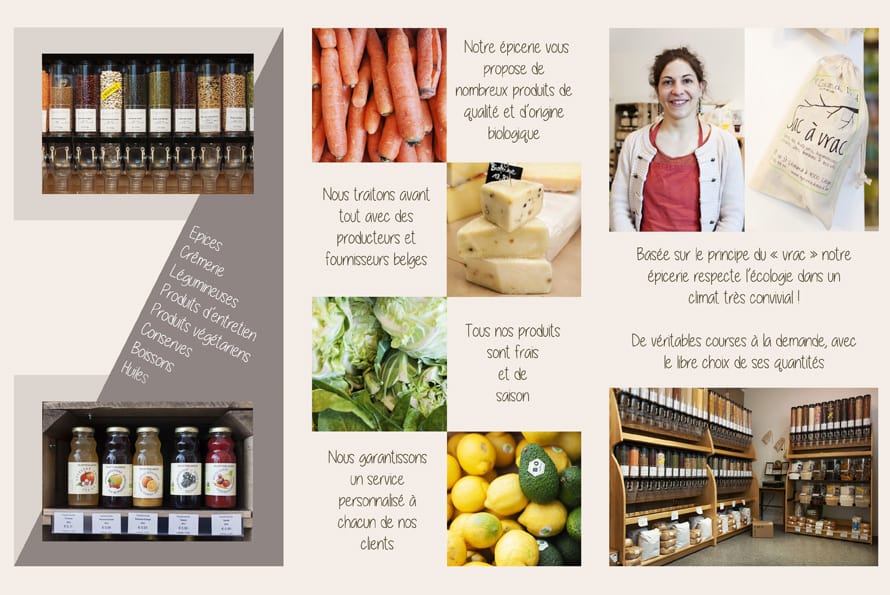 Epices
Crémerie
Légumineuses
Produits d'entretien
Produits végétariens
Conserves
Boissons
Huiles
Notre épicerie vous
propose de
nombreux produits de
qualité et d'origine
biologique
Nous traitons avant
tout avec des
producteurs et
fournisseurs belges
Tous nos produits
sont frais
et de
saison
Nous garantissons
un service
personnalisé à
chacun de nos
clients
Sac à vrac
Basée sur le principe du « vrac » notre
épicerie respecte l'écologie dans un
climat très convivial !
De véritables courses à la demande, avec
le libre choix de ses quantités